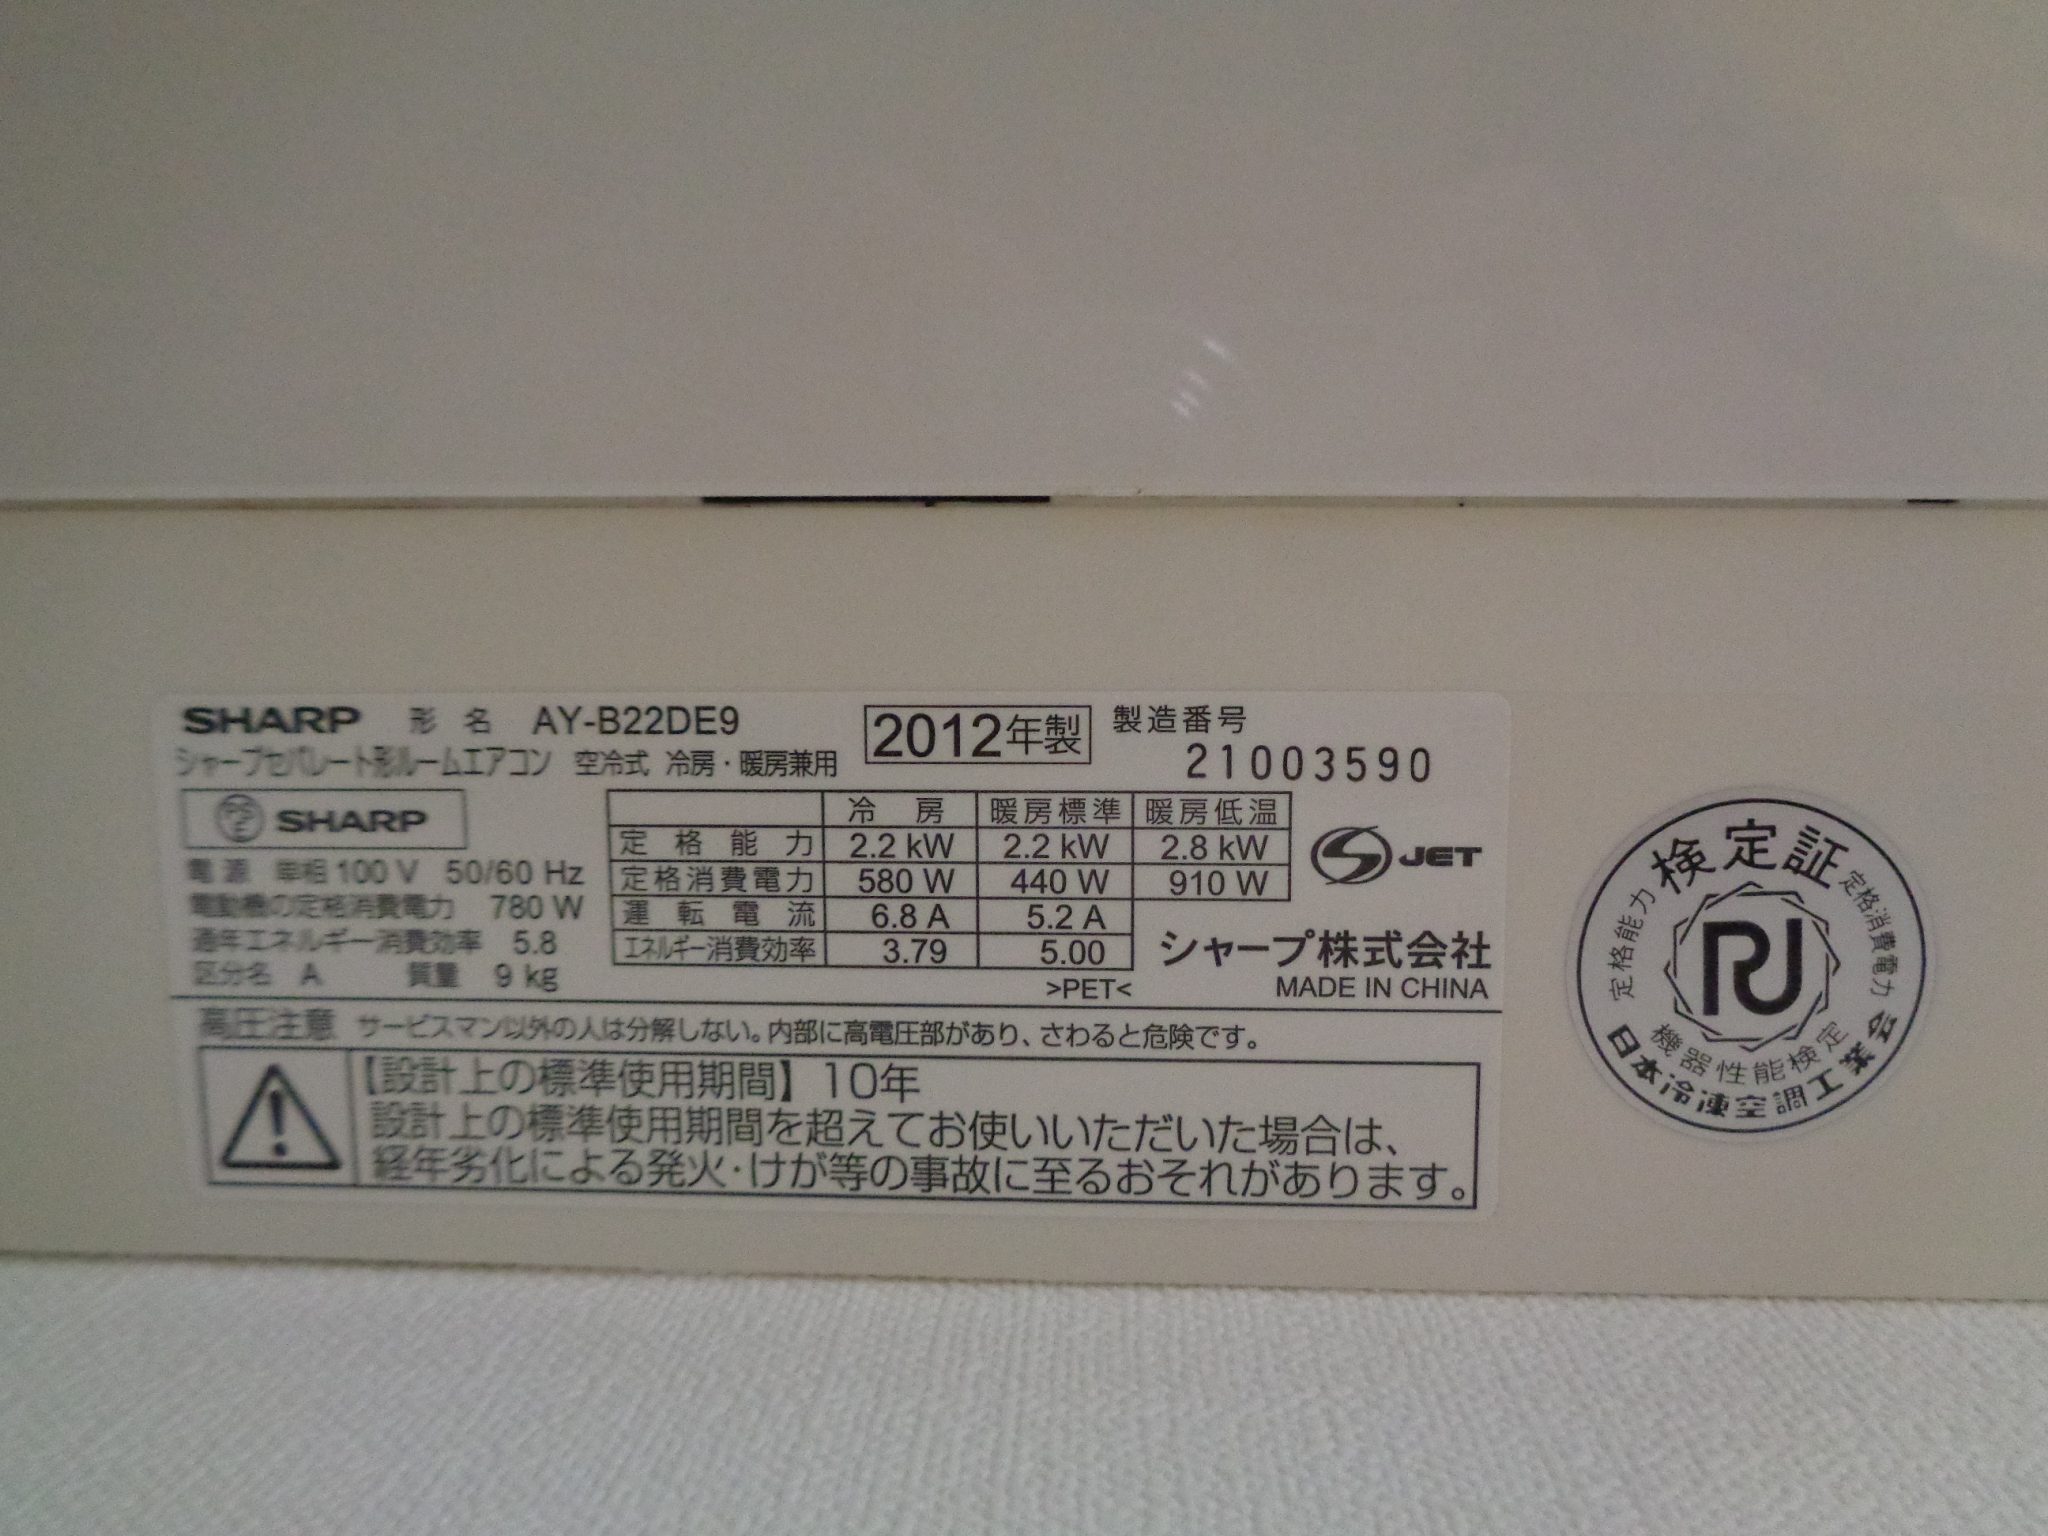 SHARP 形名 AY-B22DE9 2012年製 製造番号
シャープセパレート形ルームエアコン 空冷式 冷房・暖房兼用 21003590
PSE SHARP
電源 単相100V 50/60 Hz
電動機の定格消費電力 780 W
通年エネルギー消費効率 5.8
区分名 A 質量 9 kg
冷房 暖房標準 暖房低温
定格能力 2.2 kW 2.2 kW 2.8 kW
定格消費電力 580 W 440 W 910 W
運転電流 6.8 A 5.2 A
エネルギー消費効率 3.79 5.00
>PET<
S JET
シャープ株式会社
MADE IN CHINA
高圧注意 サービスマン以外の人は分解しない。内部に高電圧部があり、さわると危険です。
【設計上の標準使用期間】10年
設計上の標準使用期間を超えてお使いいただいた場合は、
経年劣化による発火・けが等の事故に至るおそれがあります。
検定証
定格能力
定格消費電力
機器性能検定
日本冷凍空調工業会